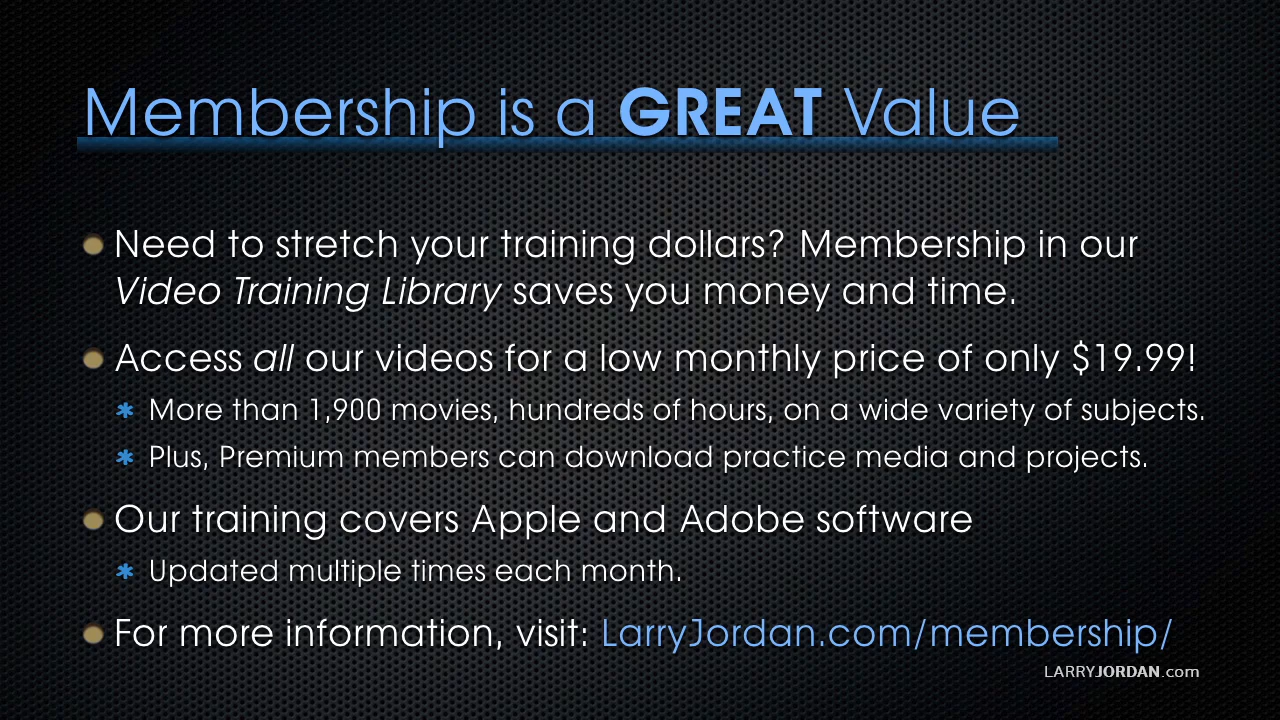 Membership is a GREAT Value
Need to stretch your training dollars? Membership in our
Video Training Library saves you money and time.
Access all our videos for a low monthly price of only $19.99!
More than 1,900 movies, hundreds of hours, on a wide variety of subjects.
Plus, Premium members can download practice media and projects.
Our training covers Apple and Adobe software
Updated multiple times each month.
For more information, visit: LarryJordan.com/membership/
LARRYJORDAN.com